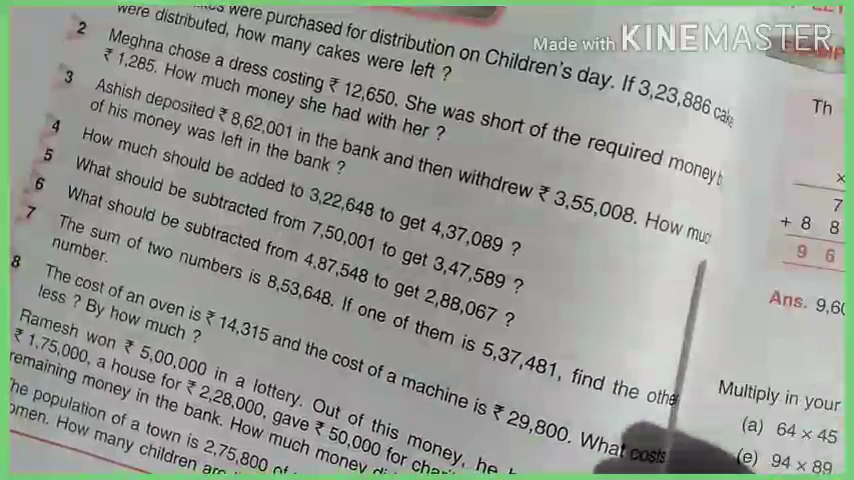 were purchased for distribution on Children's day. If 3,23,886
were distributed, how many cakes were left ?
2 Meghna chose a dress costing ₹ 12,650. She was short of the required money
₹ 1,285. How much money she had with her ?
3 Ashish deposited ₹ 8,62,001 in the bank and then withdrew ₹ 3,55,008. How
of his money was left in the bank ?
4 How much should be added to 3,22,648 to get 4,37,089 ?
5 What should be subtracted from 7,50,001 to get 3,47,589 ?
6 What should be subtracted from 4,87,548 to get 2,88,067 ?
7 The sum of two numbers is 8,53,648. If one of them is 5,37,481, find the
number.
8 The cost of an oven is ₹ 14,315 and the cost of a machine is ₹ 29,800. What costs
less ? By how much ?
Ramesh won ₹ 5,00,000 in a lottery. Out of this money, he
₹ 1,75,000, a house for ₹ 2,28,000, gave ₹ 50,000 for
remaining money in the bank. How much money
population of a town is 2,75,800 of
How many children are
Made with KINEMASTER
Th
×
7
+ 8 8
9 6
Ans. 9,60
Multiply in your
(a) 64 × 45
(e) 94 × 89